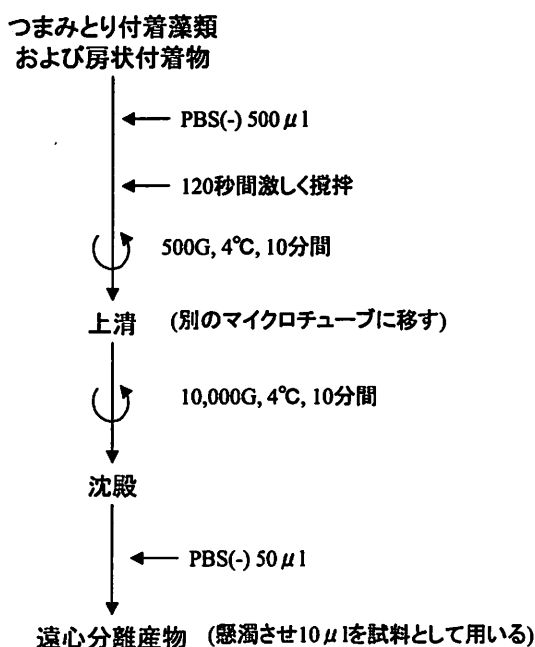 つまみとり付着藻類
および房状付着物
PBS(-) 500μl
120秒間激しく撹拌
500G, 4℃, 10分間
上清 (別のマイクロチューブに移す)
10,000G, 4℃, 10分間
沈殿
PBS(-) 50μl
遠心分離産物 (懸濁させ10μlを試料として用いる)